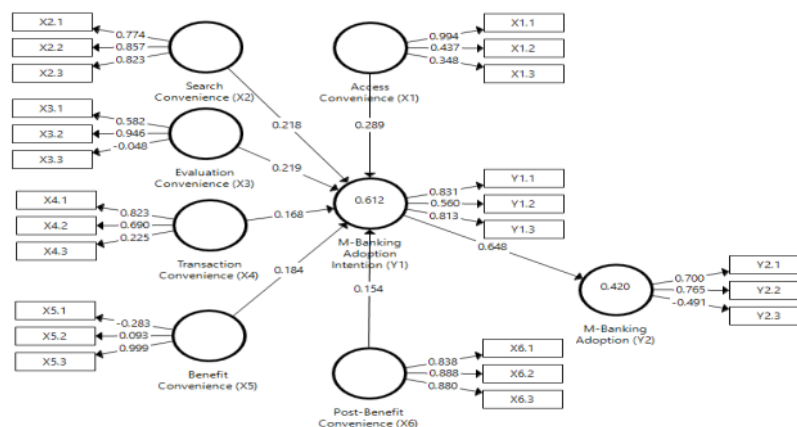 X2.1
X2.2
X2.3
0.774
0.857
0.823
Search
Convenience (X2)
0.218
X1.1
X1.2
X1.3
0.994
0.437
0.348
Access
Convenience (X1)
0.289
X3.1
X3.2
X3.3
0.582
0.946
-0.048
Evaluation
Convenience (X3)
0.219
X4.1
X4.2
X4.3
0.823
0.690
0.225
Transaction
Convenience (X4)
0.168
0.612
M-Banking
Adoption
Intention (Y1)
0.831
0.560
0.813
Y1.1
Y1.2
Y1.3
0.648
0.184
0.154
X5.1
X5.2
X5.3
-0.283
0.093
0.999
Benefit
Convenience (X5)
0.420
M-Banking
Adoption (Y2)
0.700
0.765
-0.491
Y2.1
Y2.2
Y2.3
0.838
0.888
0.880
X6.1
X6.2
X6.3
Post-Benefit
Convenience (X6)